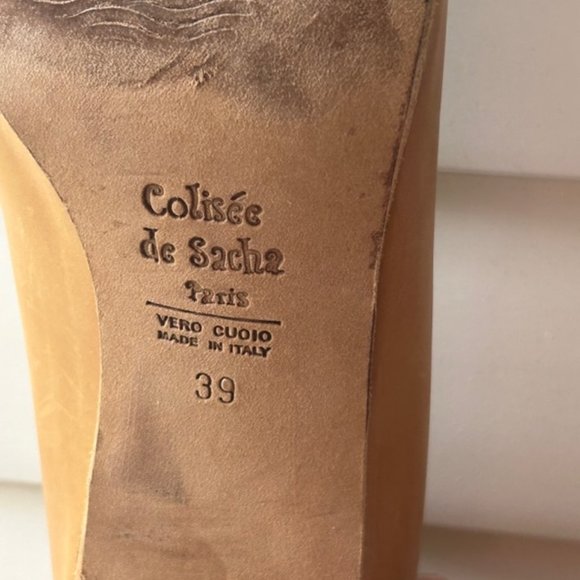 Colisée
de Sacha
Paris
VERO CUOIO
MADE IN ITALY
39